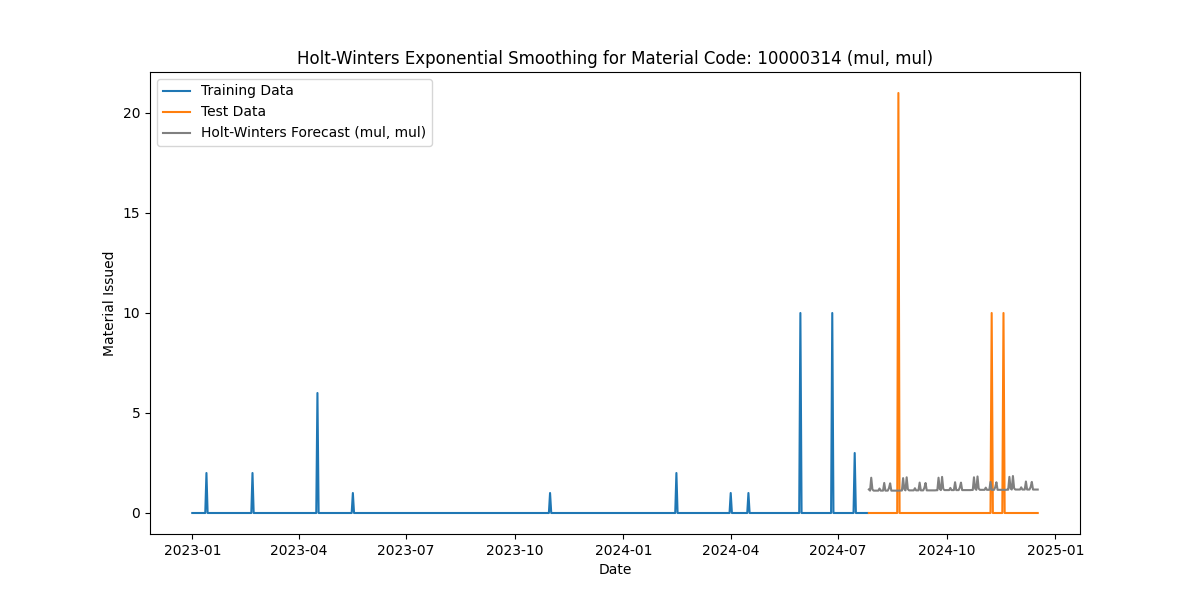 Holt-Winters Exponential Smoothing for Material Code: 10000314 (mul, mul)
Training Data
Test Data
Holt-Winters Forecast (mul, mul)
20
15
10
5
0
Material Issued
2023-01 2023-04 2023-07 2023-10 2024-01 2024-04 2024-07 2024-10 2025-01
Date